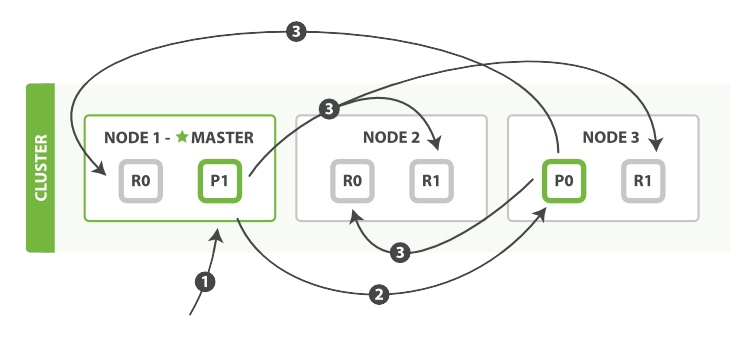 3
CLUSTER
NODE 1 - ★ MASTER
R0
P1
3
NODE 2
R0
R1
NODE 3
P0
R1
3
1
2